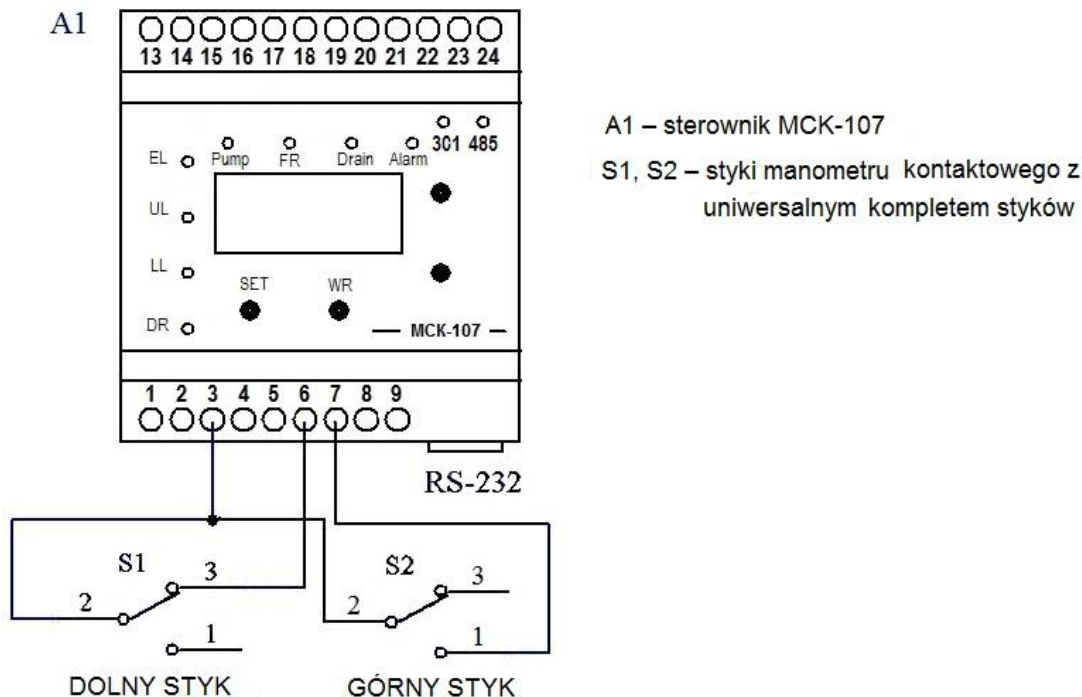 A1
13 14 15 16 17 18 19 20 21 22 23 24
A1 – sterownik MCK-107
S1, S2 – styki manometru kontaktowego z
uniwersalnym kompletem styków
301 485
Pump FR Drain Alarm
EL
UL
LL
DR
SET WR
MCK-107
1 2 3 4 5 6 7 8 9
RS-232
S1
3
2
1
DOLNY STYK
S2
3
2
1
GÓRNY STYK